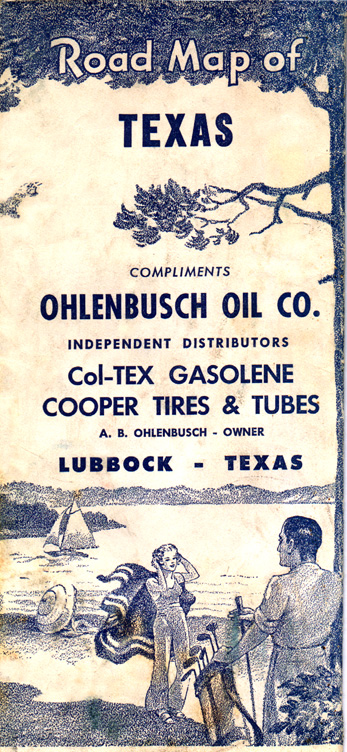 Road Map of
TEXAS
COMPLIMENTS
OHLENBUSCH OIL CO.
INDEPENDENT DISTRIBUTORS
Col-TEX GASOLENE
COOPER TIRES & TUBES
A. B. OHLENBUSCH - OWNER
LUBBOCK - TEXAS